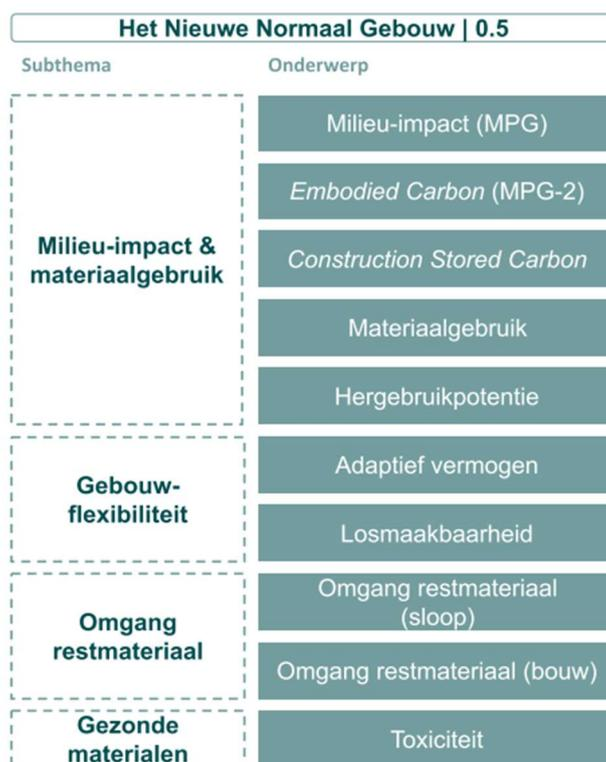 Het Nieuwe Normaal Gebouw | 0.5
Subthema
Onderwerp
Milieu-impact &
materiaalgebruik
Milieu-impact (MPG)
Embodied Carbon (MPG-2)
Construction Stored Carbon
Materiaalgebruik
Hergebruikpotentie
Gebouw-
flexibiliteit
Adaptief vermogen
Losmaakbaarheid
Omgang
restmateriaal
Omgang restmateriaal
(sloop)
Omgang restmateriaal (bouw)
Gezonde
materialen
Toxiciteit